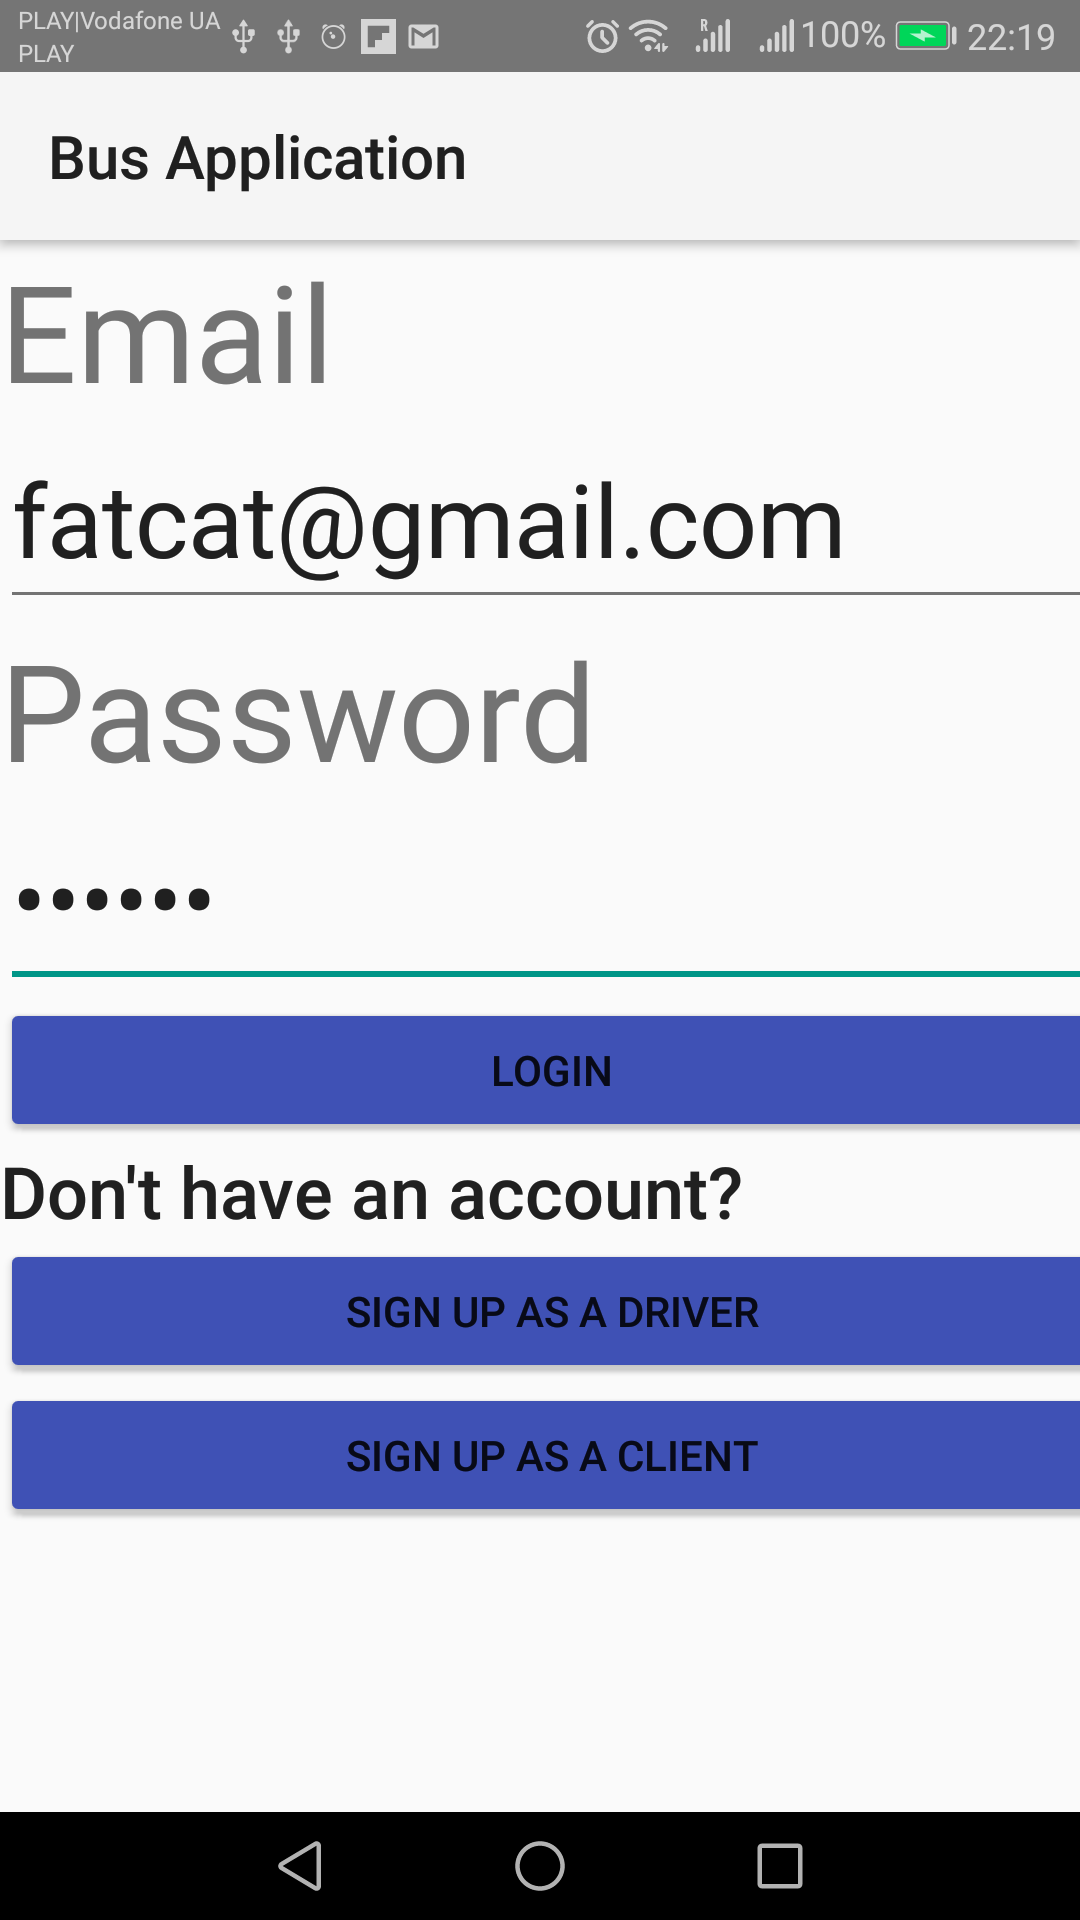 PLAY|Vodafone UA
PLAY
R
100%
22:19
Bus Application
Email
fatcat@gmail.com
Password
••••••
LOGIN
Don't have an account?
SIGN UP AS A DRIVER
SIGN UP AS A CLIENT